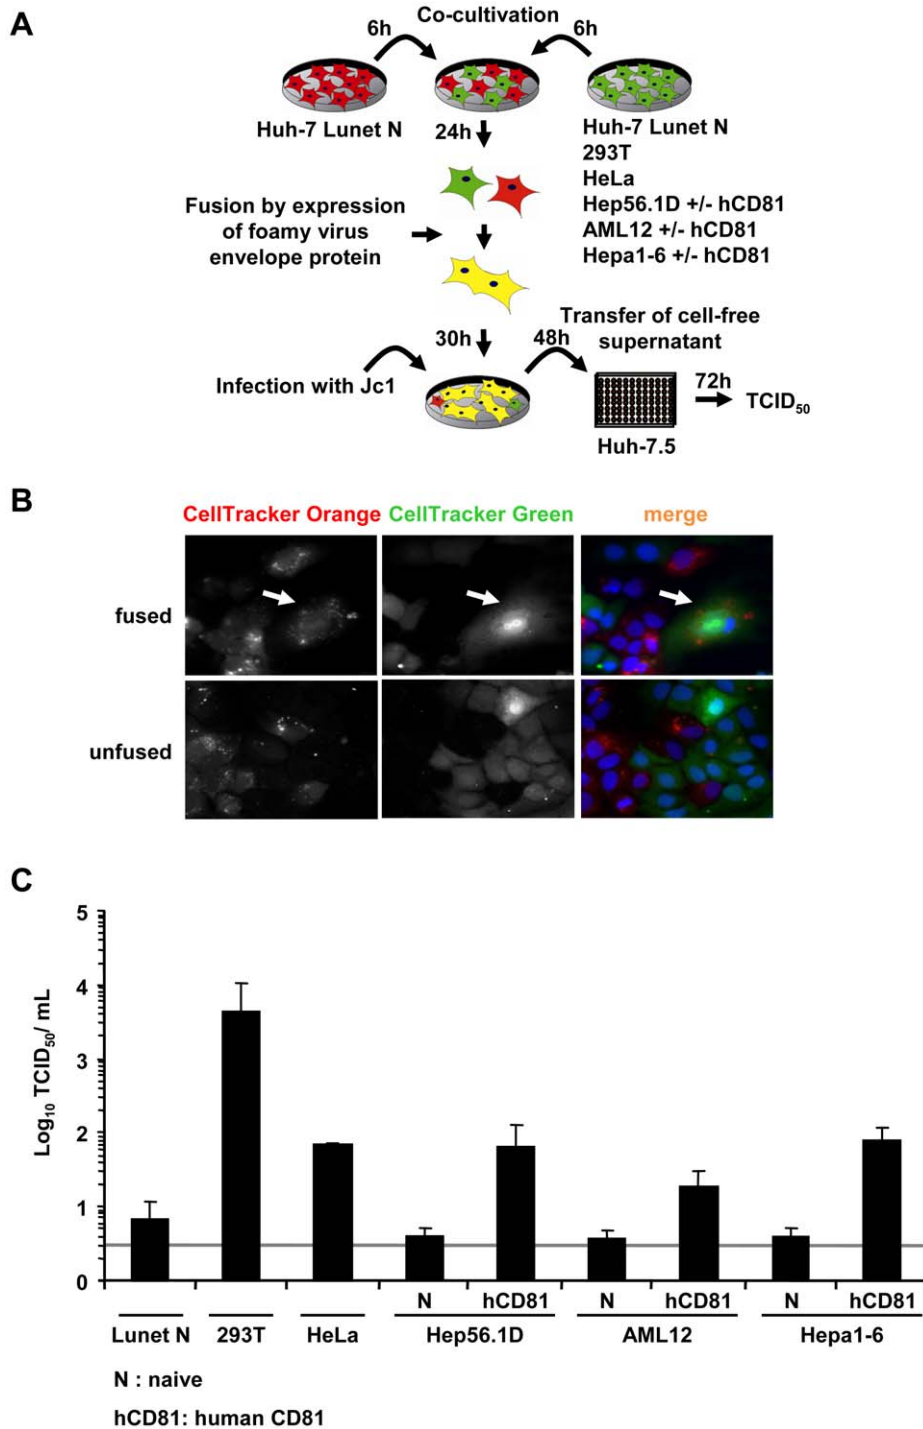 A
Co-cultivation
6h
6h
Huh-7 Lunet N
24h
Huh-7 Lunet N
293T
HeLa
Hep56.1D +/- hCD81
AML12 +/- hCD81
Hepa1-6 +/- hCD81
Fusion by expression
of foamy virus
envelope protein
30h
48h
Transfer of cell-free
supernatant
Infection with Jc1
72h
TCID50
Huh-7.5
B
CellTracker Orange CellTracker Green merge
fused
unfused
C
Log10 TCID50/ mL
5
4
3
2
1
0
N hCD81 N hCD81 N hCD81
Lunet N 293T HeLa Hep56.1D AML12 Hepa1-6
N : naive
hCD81: human CD81